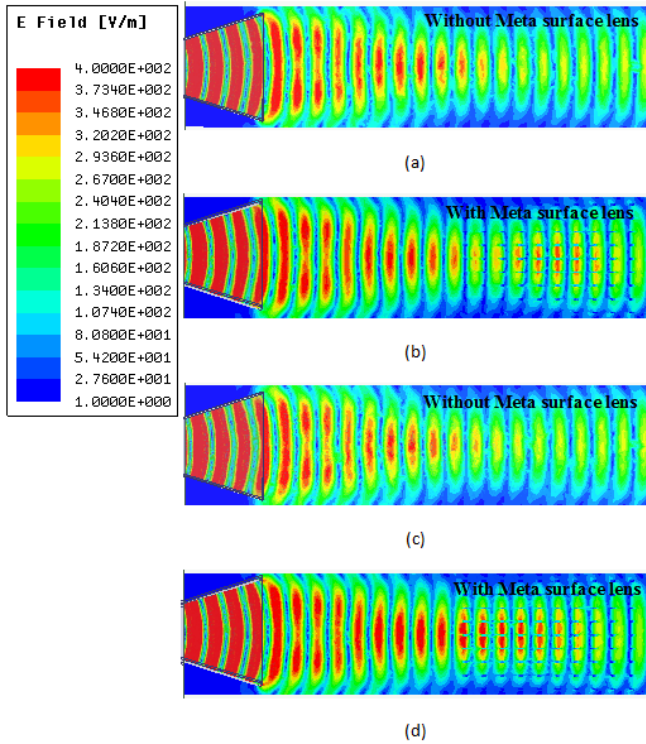 E Field [V/m]
4.0000E+002
3.7340E+002
3.4680E+002
3.2020E+002
2.9360E+002
2.6700E+002
2.4040E+002
2.1380E+002
1.8720E+002
1.6060E+002
1.3400E+002
1.0740E+002
8.0800E+001
5.4200E+001
2.7600E+001
1.0000E+000
Without Meta surface lens
(a)
With Meta surface lens
(b)
Without Meta surface lens
(c)
With Meta surface lens
(d)